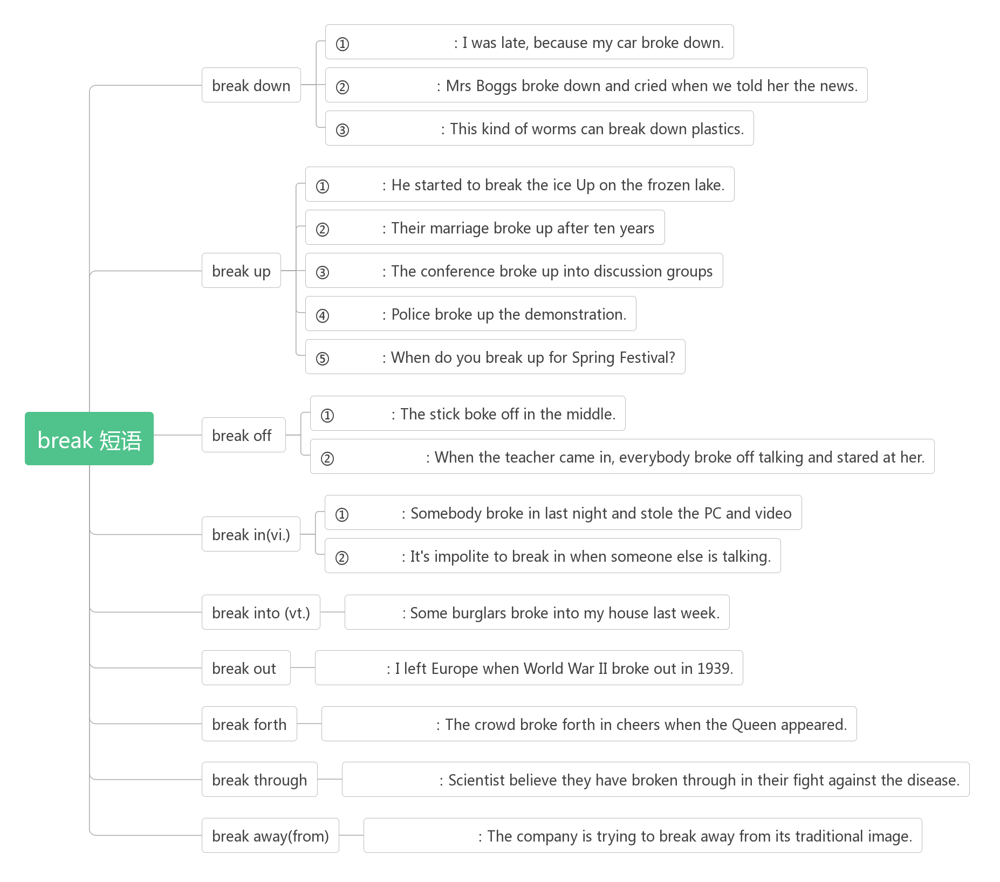 break down
① : I was late, because my car broke down.
② : Mrs Boggs broke down and cried when we told her the news.
③ : This kind of worms can break down plastics.
break up
① : He started to break the ice Up on the frozen lake.
② : Their marriage broke up after ten years
③ : The conference broke up into discussion groups
④ : Police broke up the demonstration.
⑤ : When do you break up for Spring Festival?
break 短语
break off
① : The stick boke off in the middle.
② : When the teacher came in, everybody broke off talking and stared at her.
break in(vi.)
① : Somebody broke in last night and stole the PC and video
② : It's impolite to break in when someone else is talking.
break into (vt.)
: Some burglars broke into my house last week.
break out
: I left Europe when World War II broke out in 1939.
break forth
: The crowd broke forth in cheers when the Queen appeared.
break through
: Scientist believe they have broken through in their fight against the disease.
break away(from)
: The company is trying to break away from its traditional image.